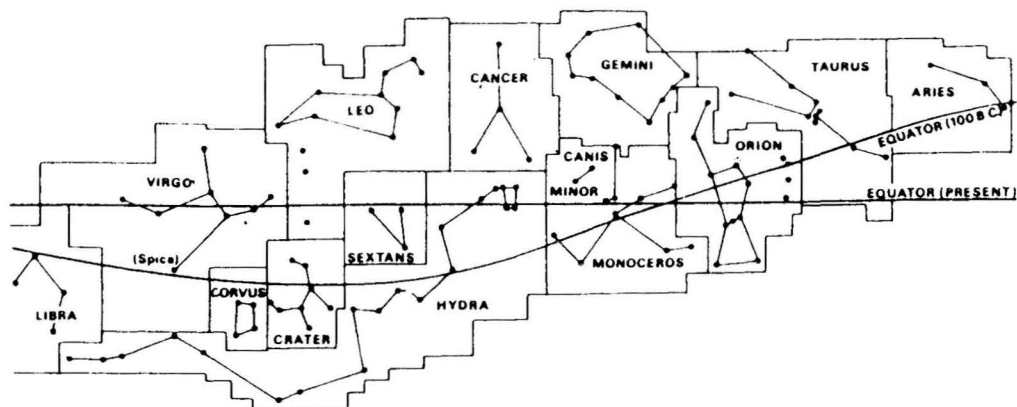 TAURUS
GEMINI
CANCER
ARIES
LEO
EQUATOR (100 B C)
ORION
CANIS
MINOR
VIRGO
EQUATOR (PRESENT)
(Spica)
SEXTANS
MONOCEROS
CORVUS
HYDRA
LIBRA
CRATER